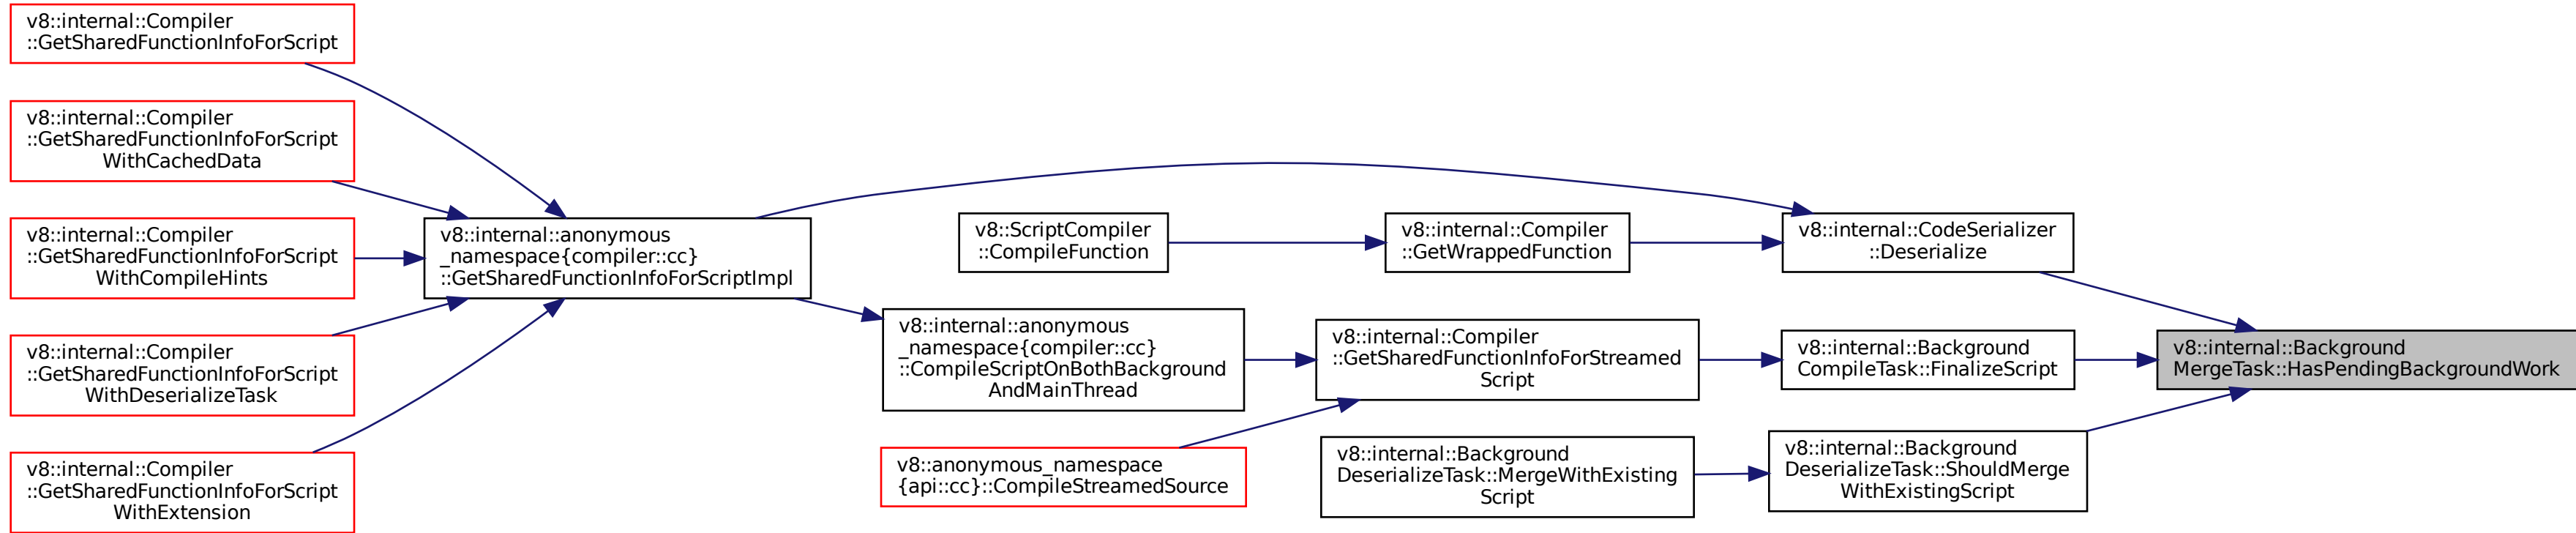 v8::internal::Compiler
::GetSharedFunctionInfoForScript
v8::internal::Compiler
::GetSharedFunctionInfoForScript
WithCachedData
v8::internal::Compiler
::GetSharedFunctionInfoForScript
WithCompileHints
v8::internal::Compiler
::GetSharedFunctionInfoForScript
WithDeserializeTask
v8::internal::Compiler
::GetSharedFunctionInfoForScript
WithExtension
v8::internal::anonymous
_namespace{compiler::cc}
::GetSharedFunctionInfoForScriptImpl
v8::ScriptCompiler
::CompileFunction
v8::internal::anonymous
_namespace{compiler::cc}
::CompileScriptOnBothBackground
AndMainThread
v8::anonymous_namespace
{api::cc}::CompileStreamedSource
v8::internal::Compiler
::GetWrappedFunction
v8::internal::Compiler
::GetSharedFunctionInfoForStreamed
Script
v8::internal::Background
DeserializeTask::MergeWithExisting
Script
v8::internal::CodeSerializer
::Deserialize
v8::internal::Background
CompileTask::FinalizeScript
v8::internal::Background
DeserializeTask::ShouldMerge
WithExistingScript
v8::internal::Background
MergeTask::HasPendingBackgroundWork